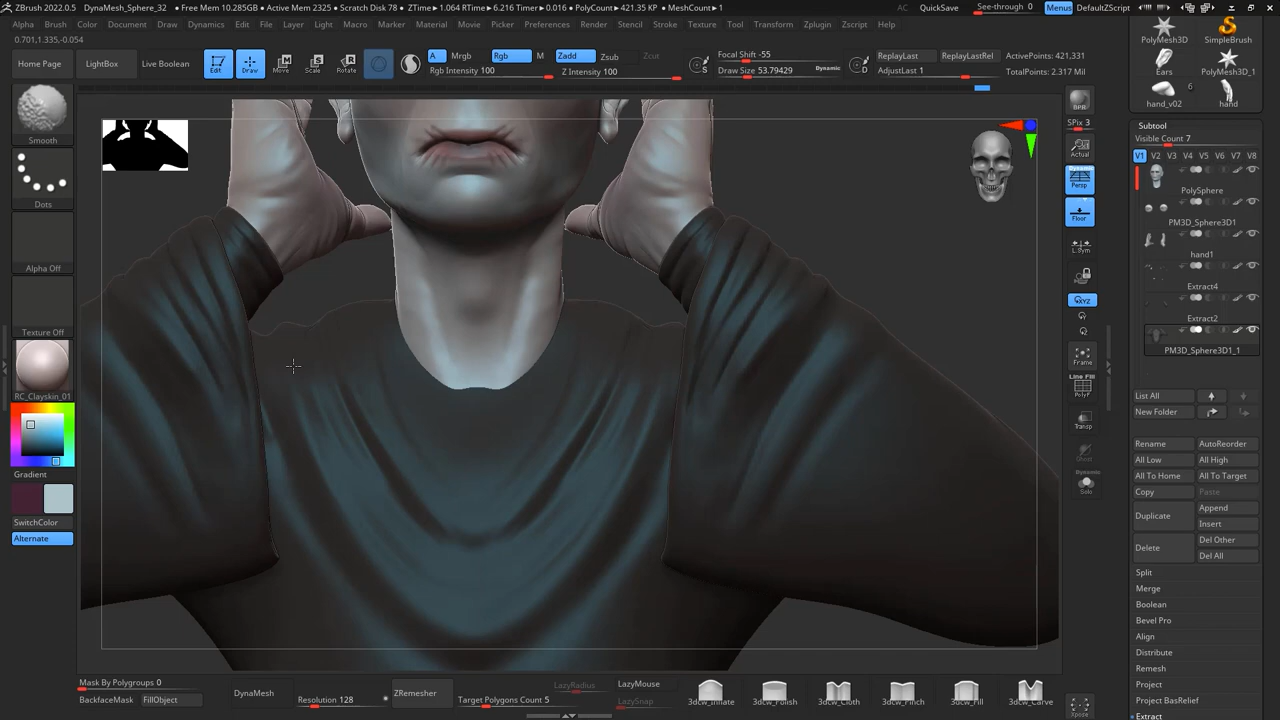 ZBrush 2022.0.5 DynaMesh_Sphere_32 • Free Mem 10.285GB • Active Mem 2325 • Scratch Disk 78 • ZTime ▸ 1.064 RTime ▸ 6.216 Timer ▸ 0.016 • PolyCount ▸ 421.35 KP • MeshCount ▸ 1 AC QuickSave See-through 0 Menus DefaultZScript
Alpha Brush Color Document Draw Dynamics Edit File Layer Light Macro Marker Material Movie Picker Preferences Render Stencil Stroke Texture Tool Transform Zplugin Zscript Help
0.701,1.335,-0.054
Home Page LightBox Live Boolean Edit Draw Move Scale Rotate
A Mrgb Rgb M Zadd Zsub Zcut
Rgb Intensity 100 Z Intensity 100
S Focal Shift -55
Draw Size 53.79429 Dynamic
D ReplayLast ReplayLastRel
AdjustLast 1
ActivePoints: 421,331
TotalPoints: 2.317 Mil
PolyMesh3D SimpleBrush
Ears PolyMesh3D_1
6
hand_v02 hand
Smooth
Dots
Alpha Off
Texture Off
RC_Clayskin_01
Gradient
SwitchColor
Alternate
BPR
SPix 3
Actual
Dynamic
Persp
Floor
L.Sym
XYZ
Frame
Line Fill
PolyF
Transp
Ghost
Dynamic
Solo
Xpose
Subtool
Visible Count 7
V1 V2 V3 V4 V5 V6 V7 V8
PolySphere
PM3D_Sphere3D1
hand1
Extract4
Extract2
PM3D_Sphere3D1_1
List All
New Folder
Rename AutoReorder
All Low All High
All To Home All To Target
Copy Paste
Duplicate Append
Insert
Delete Del Other
Del All
Split
Merge
Boolean
Bevel Pro
Align
Distribute
Remesh
Project
Project BasRelief
Extract
Mask By Polygroups 0
BackfaceMask FillObject
DynaMesh Resolution 128
ZRemesher Target Polygons Count 5
LazyRadius LazyMouse
LazySnap
3dcw_Inflate 3dcw_Polish 3dcw_Cloth 3dcw_Pinch 3dcw_Fill 3dcw_Carve